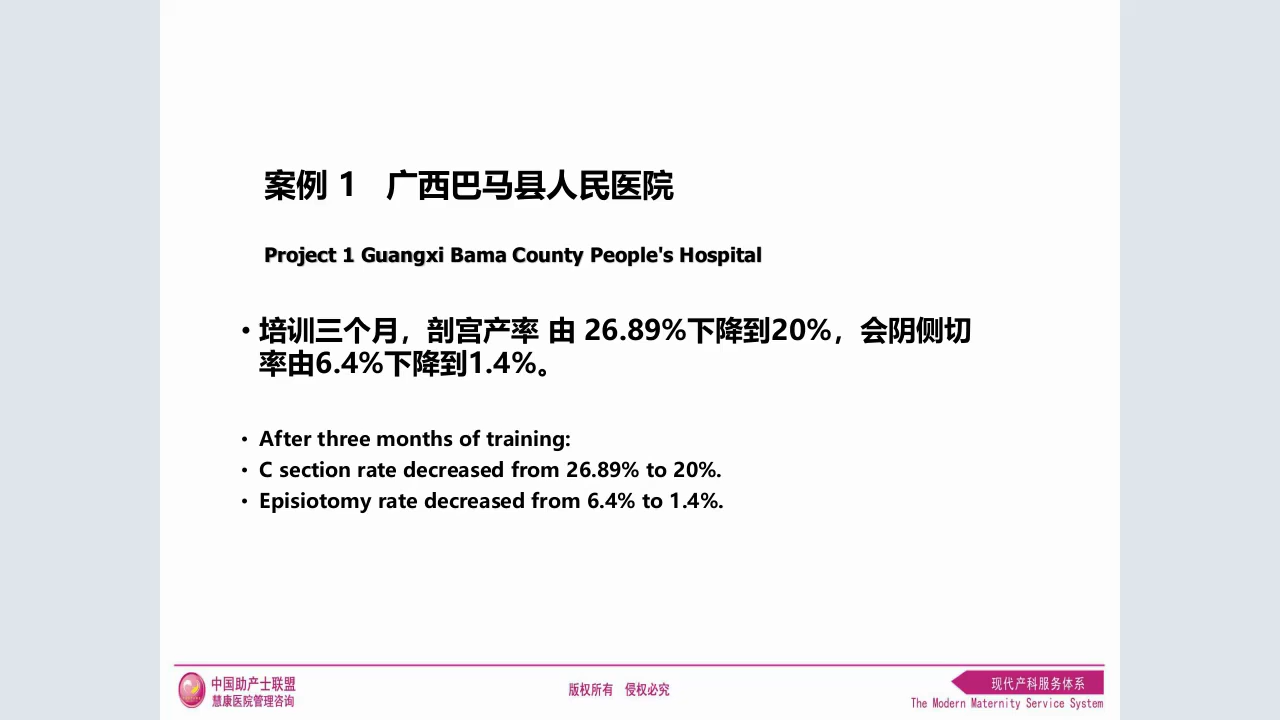 案例 1 广西巴马县人民医院
Project 1 Guangxi Bama County People's Hospital
• 培训三个月，剖宫产率 由 26.89%下降到20%，会阴侧切
率由6.4%下降到1.4%。
• After three months of training:
• C section rate decreased from 26.89% to 20%.
• Episiotomy rate decreased from 6.4% to 1.4%.
中国助产士联盟
慧康医院管理咨询
版权所有 侵权必究
现代产科服务体系
The Modern Maternity Service System